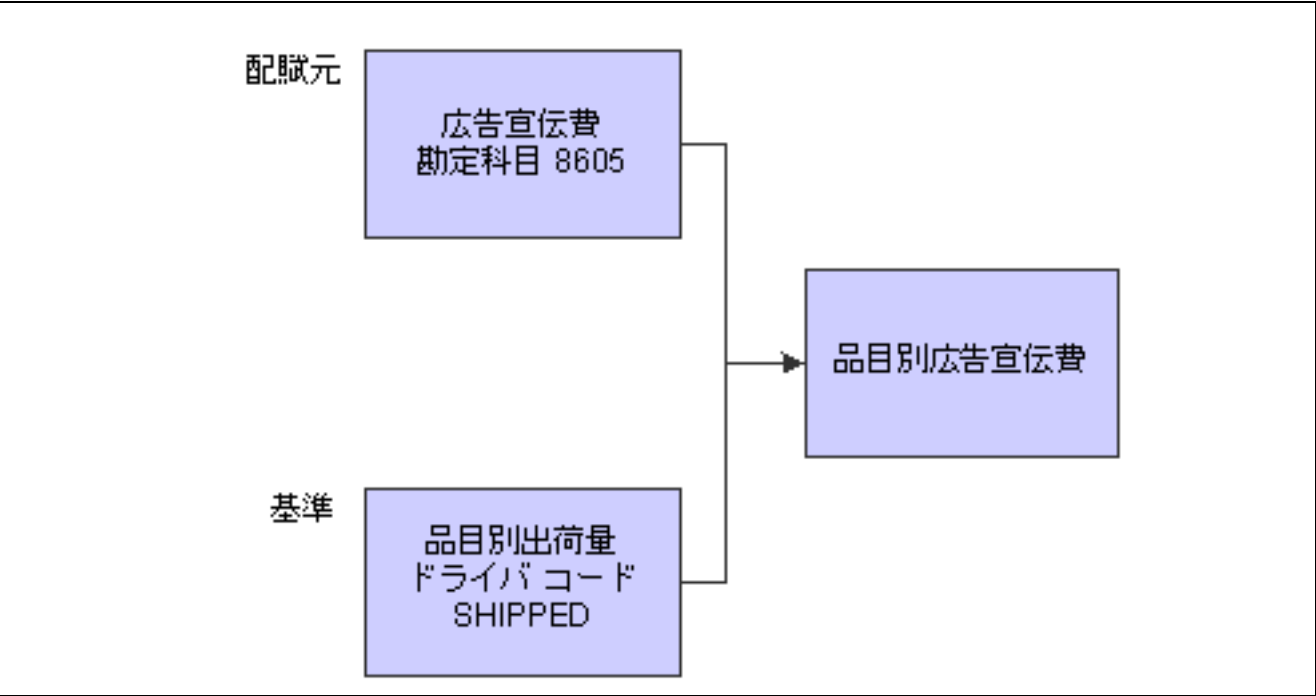 配賦元
広告宣伝費
勘定科目 8605
品目別広告宣伝費
基準
品目別出荷量
ドライバ コード
SHIPPED